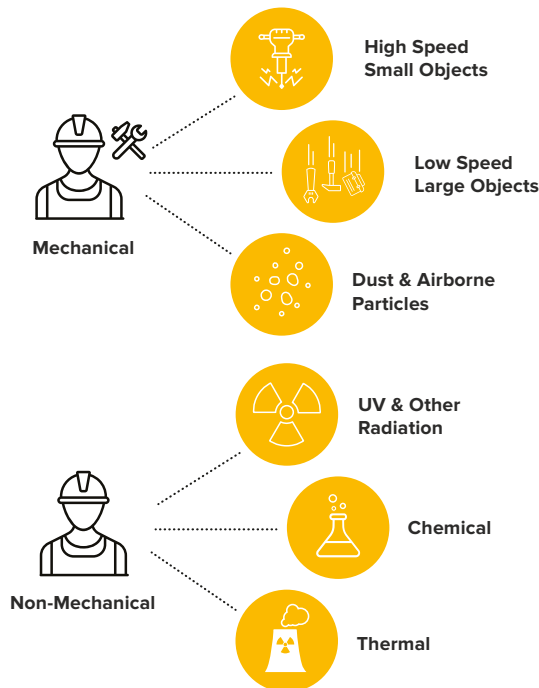 High Speed
Small Objects
Mechanical
Low Speed
Large Objects
Dust & Airborne
Particles
UV & Other
Radiation
Non-Mechanical
Chemical
Thermal